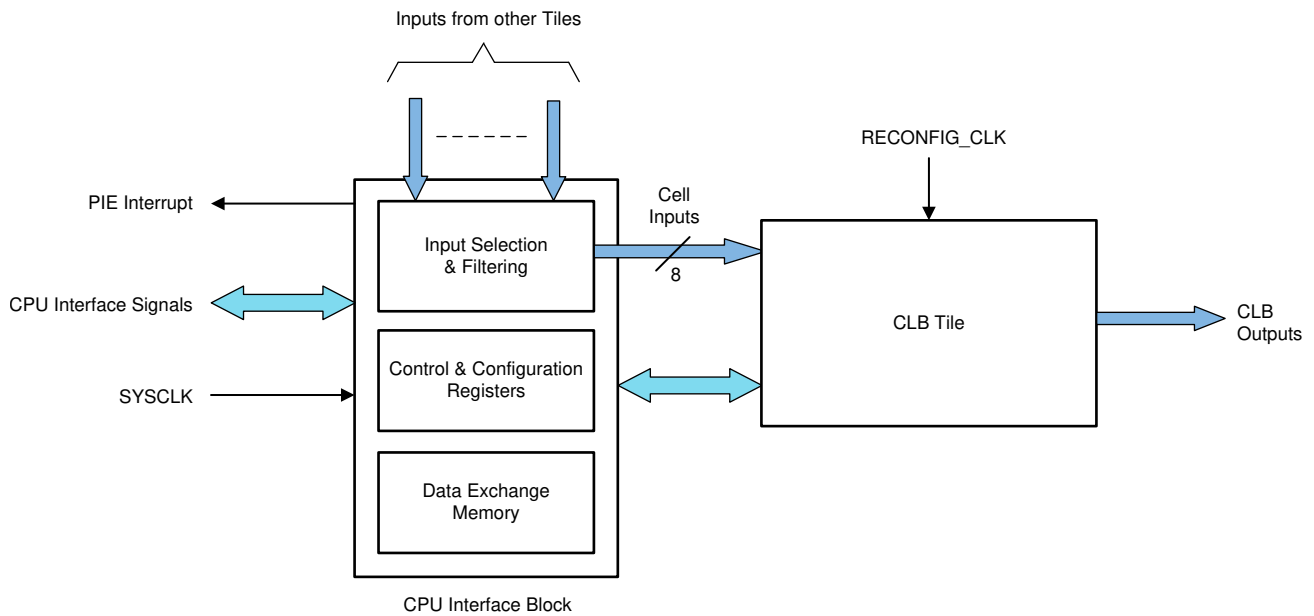 Inputs from other Tiles
RECONFIG_CLK
PIE Interrupt
Cell
Inputs
8
Input Selection
& Filtering
CPU Interface Signals
CLB Tile
CLB
Outputs
Control & Configuration
Registers
SYSCLK
Data Exchange
Memory
CPU Interface Block